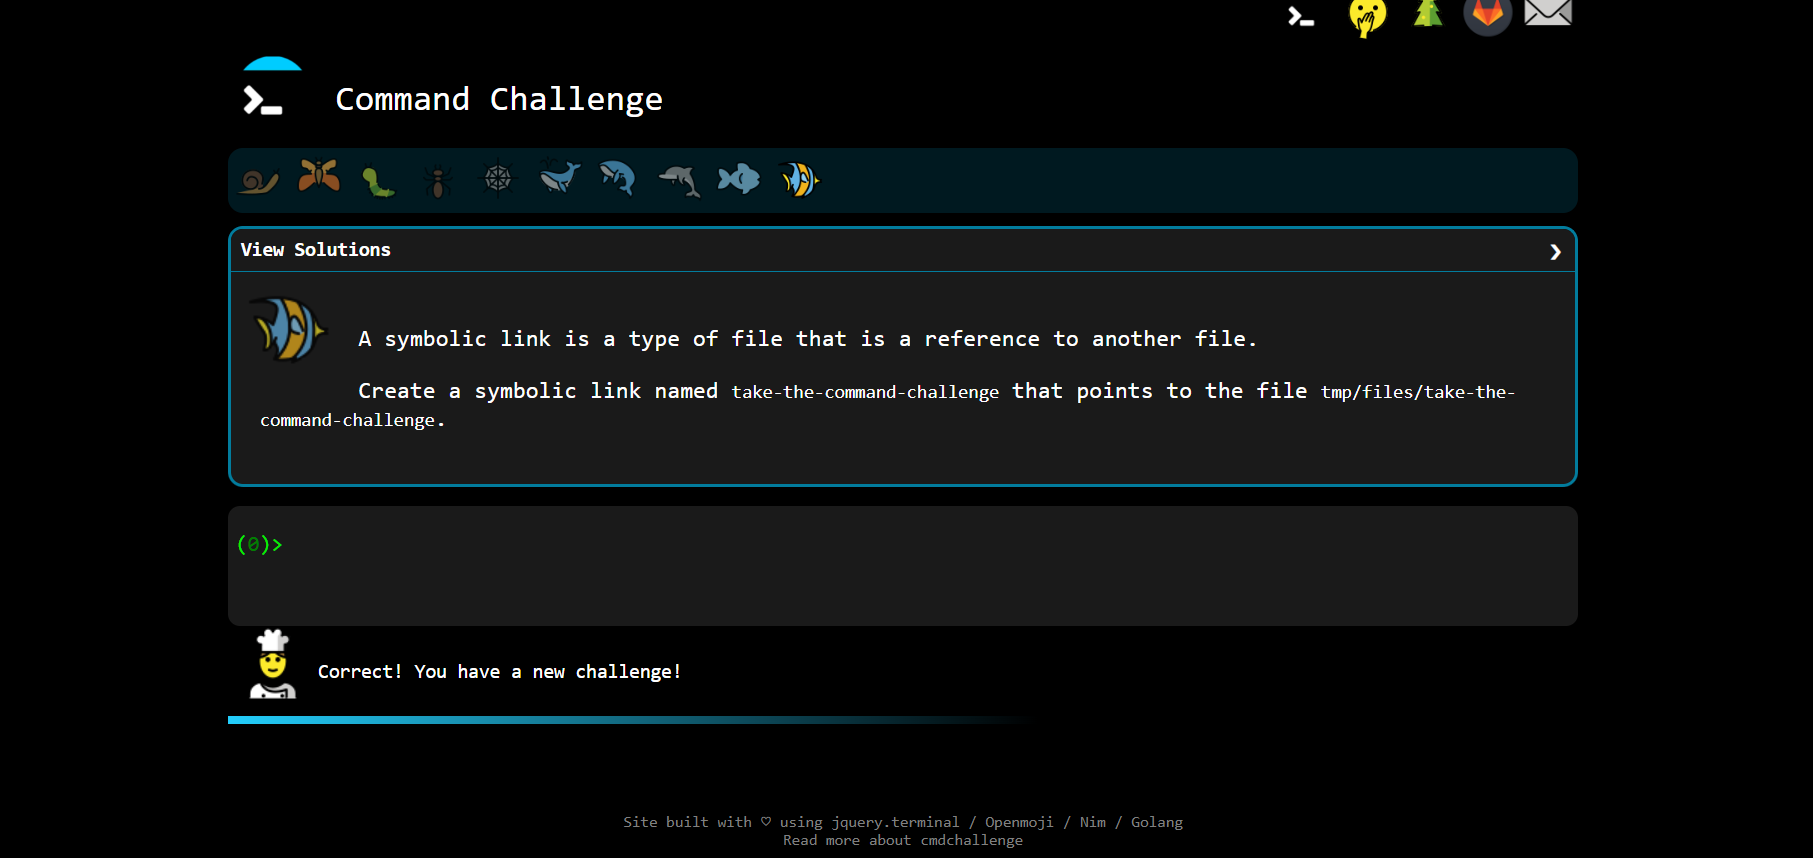 Command Challenge
View Solutions
A symbolic link is a type of file that is a reference to another file.
Create a symbolic link named take-the-command-challenge that points to the file tmp/files/take-the-
command-challenge.
(0)>
Correct! You have a new challenge!
Site built with ♡ using jquery.terminal / Openmoji / Nim / Golang
Read more about cmdchallenge